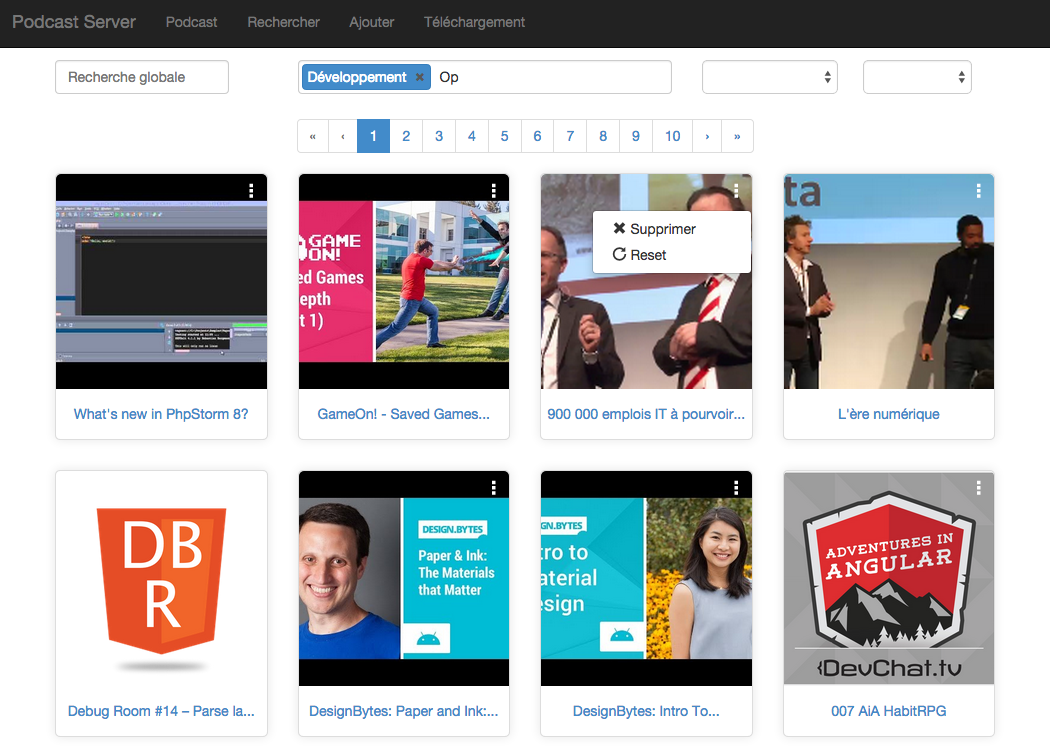 Podcast Server Podcast Rechercher Ajouter Téléchargement
Recherche globale
Développement × Op
« ‹ 1 2 3 4 5 6 7 8 9 10 › »
GAME
ON!
ed Games
epth
t 1)
ta
Supprimer
Reset
What's new in PhpStorm 8?
GameOn! - Saved Games...
900 000 emplois IT à pourvoir...
L'ère numérique
DB
R
DESIGN.BYTES
Paper & Ink:
The Materials
that Matter
GN.BYTES
tro to
aterial
esign
ADVENTURES IN
ANGULAR
{DevChat.tv
Debug Room #14 – Parse la...
DesignBytes: Paper and Ink:...
DesignBytes: Intro To...
007 AiA HabitRPG